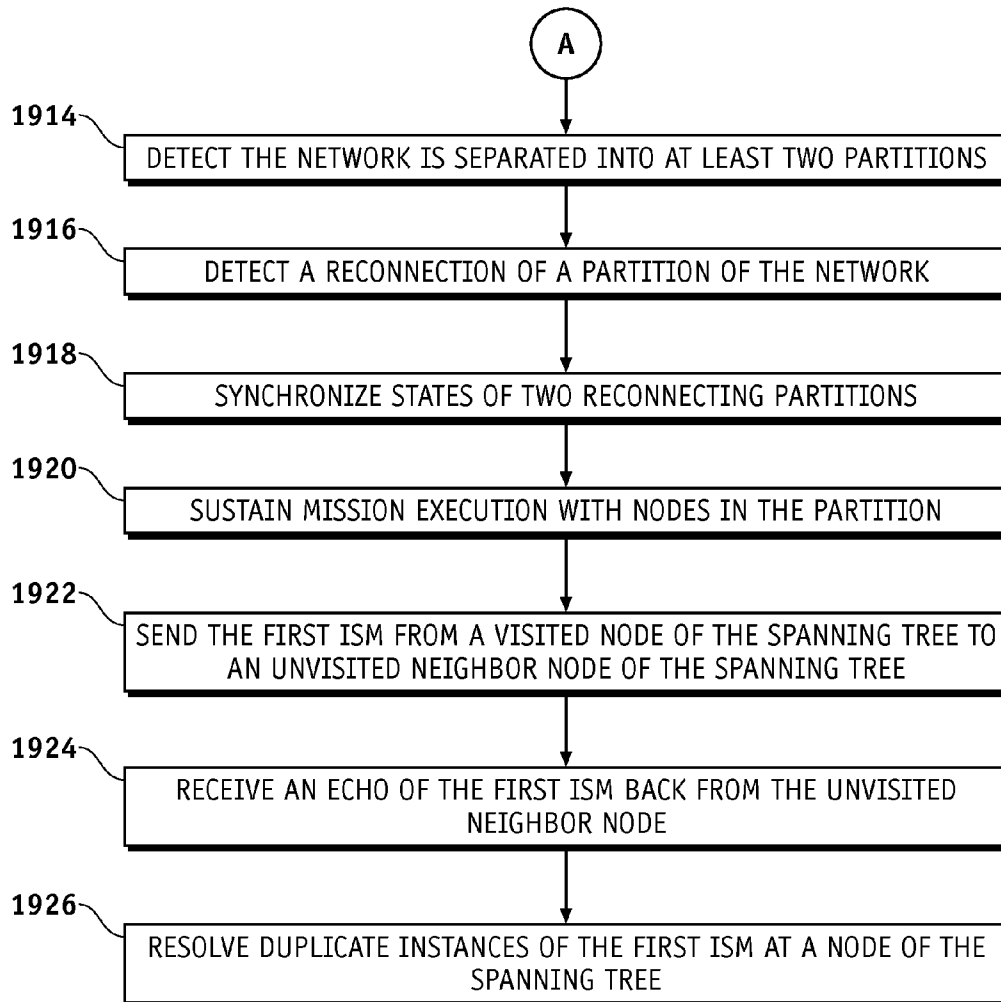 A
1914
DETECT THE NETWORK IS SEPARATED INTO AT LEAST TWO PARTITIONS
1916
DETECT A RECONNECTION OF A PARTITION OF THE NETWORK
1918
SYNCHRONIZE STATES OF TWO RECONNECTING PARTITIONS
1920
SUSTAIN MISSION EXECUTION WITH NODES IN THE PARTITION
1922
SEND THE FIRST ISM FROM A VISITED NODE OF THE SPANNING TREE TO
AN UNVISITED NEIGHBOR NODE OF THE SPANNING TREE
1924
RECEIVE AN ECHO OF THE FIRST ISM BACK FROM THE UNVISITED
NEIGHBOR NODE
1926
RESOLVE DUPLICATE INSTANCES OF THE FIRST ISM AT A NODE OF THE
SPANNING TREE